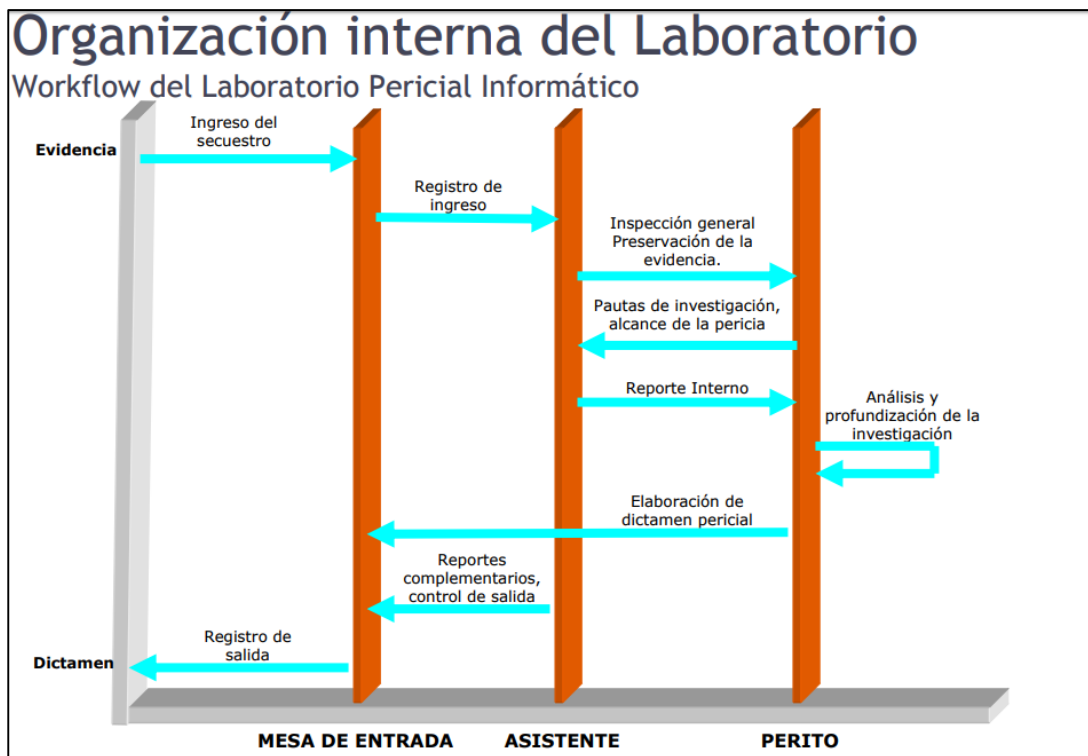 Organización interna del Laboratorio
Workflow del Laboratorio Pericial Informático
Ingreso del
secuestro
Evidencia
Registro de
ingreso
Inspección general
Preservación de la
evidencia.
Pautas de investigación,
alcance de la pericia
Reporte Interno
Análisis y
profundización de la
investigación
Elaboración de
dictamen pericial
Reportes
complementarios,
control de salida
Registro de
salida
Dictamen
MESA DE ENTRADA
ASISTENTE
PERITO